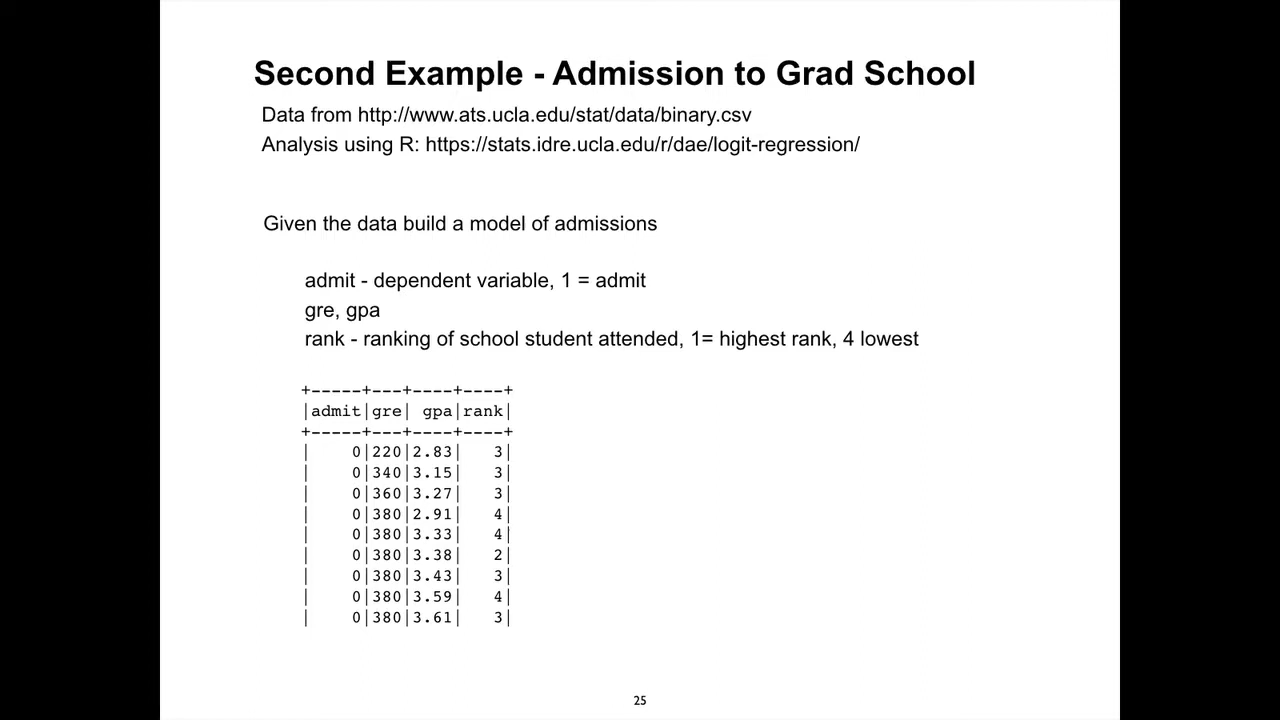 Second Example - Admission to Grad School
Data from http://www.ats.ucla.edu/stat/data/binary.csv
Analysis using R: https://stats.idre.ucla.edu/r/dae/logit-regression/
Given the data build a model of admissions
admit - dependent variable, 1 = admit
gre, gpa
rank - ranking of school student attended, 1= highest rank, 4 lowest
+-----+---+----+----+
|admit|gre| gpa|rank|
+-----+---+----+----+
|    0|220|2.83|   3|
|    0|340|3.15|   3|
|    0|360|3.27|   3|
|    0|380|2.91|   4|
|    0|380|3.33|   4|
|    0|380|3.38|   2|
|    0|380|3.43|   3|
|    0|380|3.59|   4|
|    0|380|3.61|   3|
25